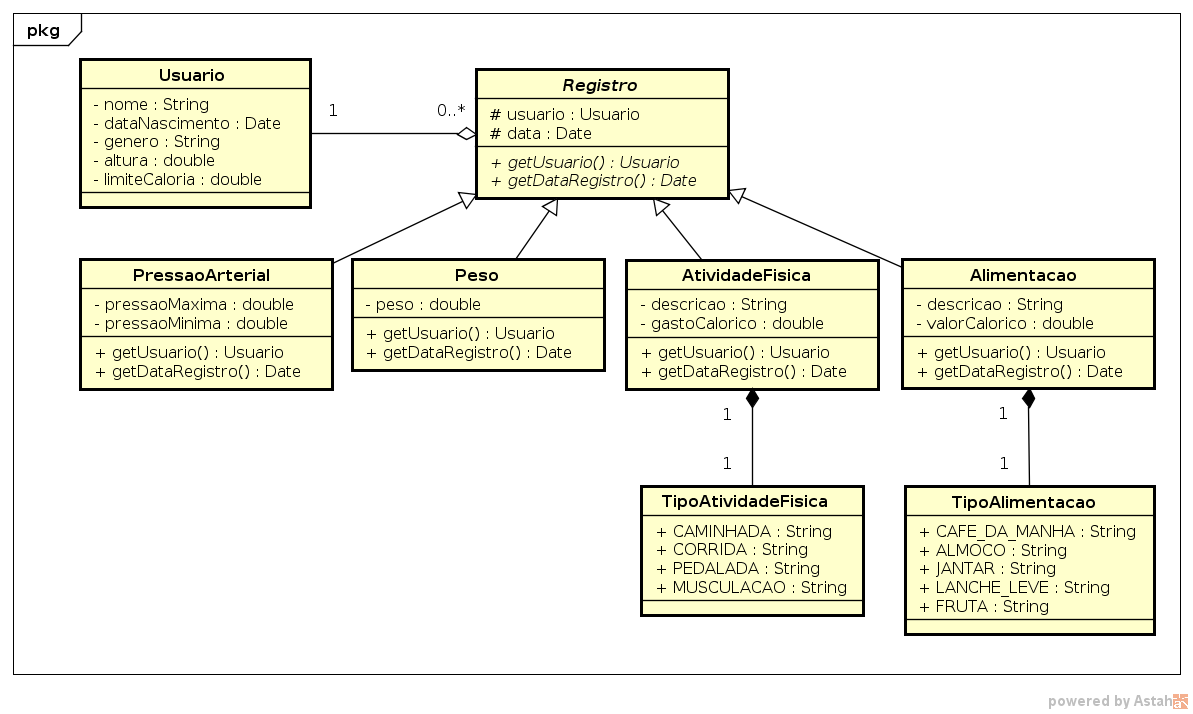 pkg
Usuario
- nome : String
- dataNascimento : Date
- genero : String
- altura : double
- limiteCaloria : double
1
0..*
Registro
# usuario : Usuario
# data : Date
+ getUsuario() : Usuario
+ getDataRegistro() : Date
PressaoArterial
- pressaoMaxima : double
- pressaoMinima : double
+ getUsuario() : Usuario
+ getDataRegistro() : Date
Peso
- peso : double
+ getUsuario() : Usuario
+ getDataRegistro() : Date
AtividadeFisica
- descricao : String
- gastoCalorico : double
+ getUsuario() : Usuario
+ getDataRegistro() : Date
Alimentacao
- descricao : String
- valorCalorico : double
+ getUsuario() : Usuario
+ getDataRegistro() : Date
1
1
1
1
TipoAtividadeFisica
+ CAMINHADA : String
+ CORRIDA : String
+ PEDALADA : String
+ MUSCULACAO : String
TipoAlimentacao
+ CAFE_DA_MANHA : String
+ ALMOCO : String
+ JANTAR : String
+ LANCHE_LEVE : String
+ FRUTA : String
powered by Astah